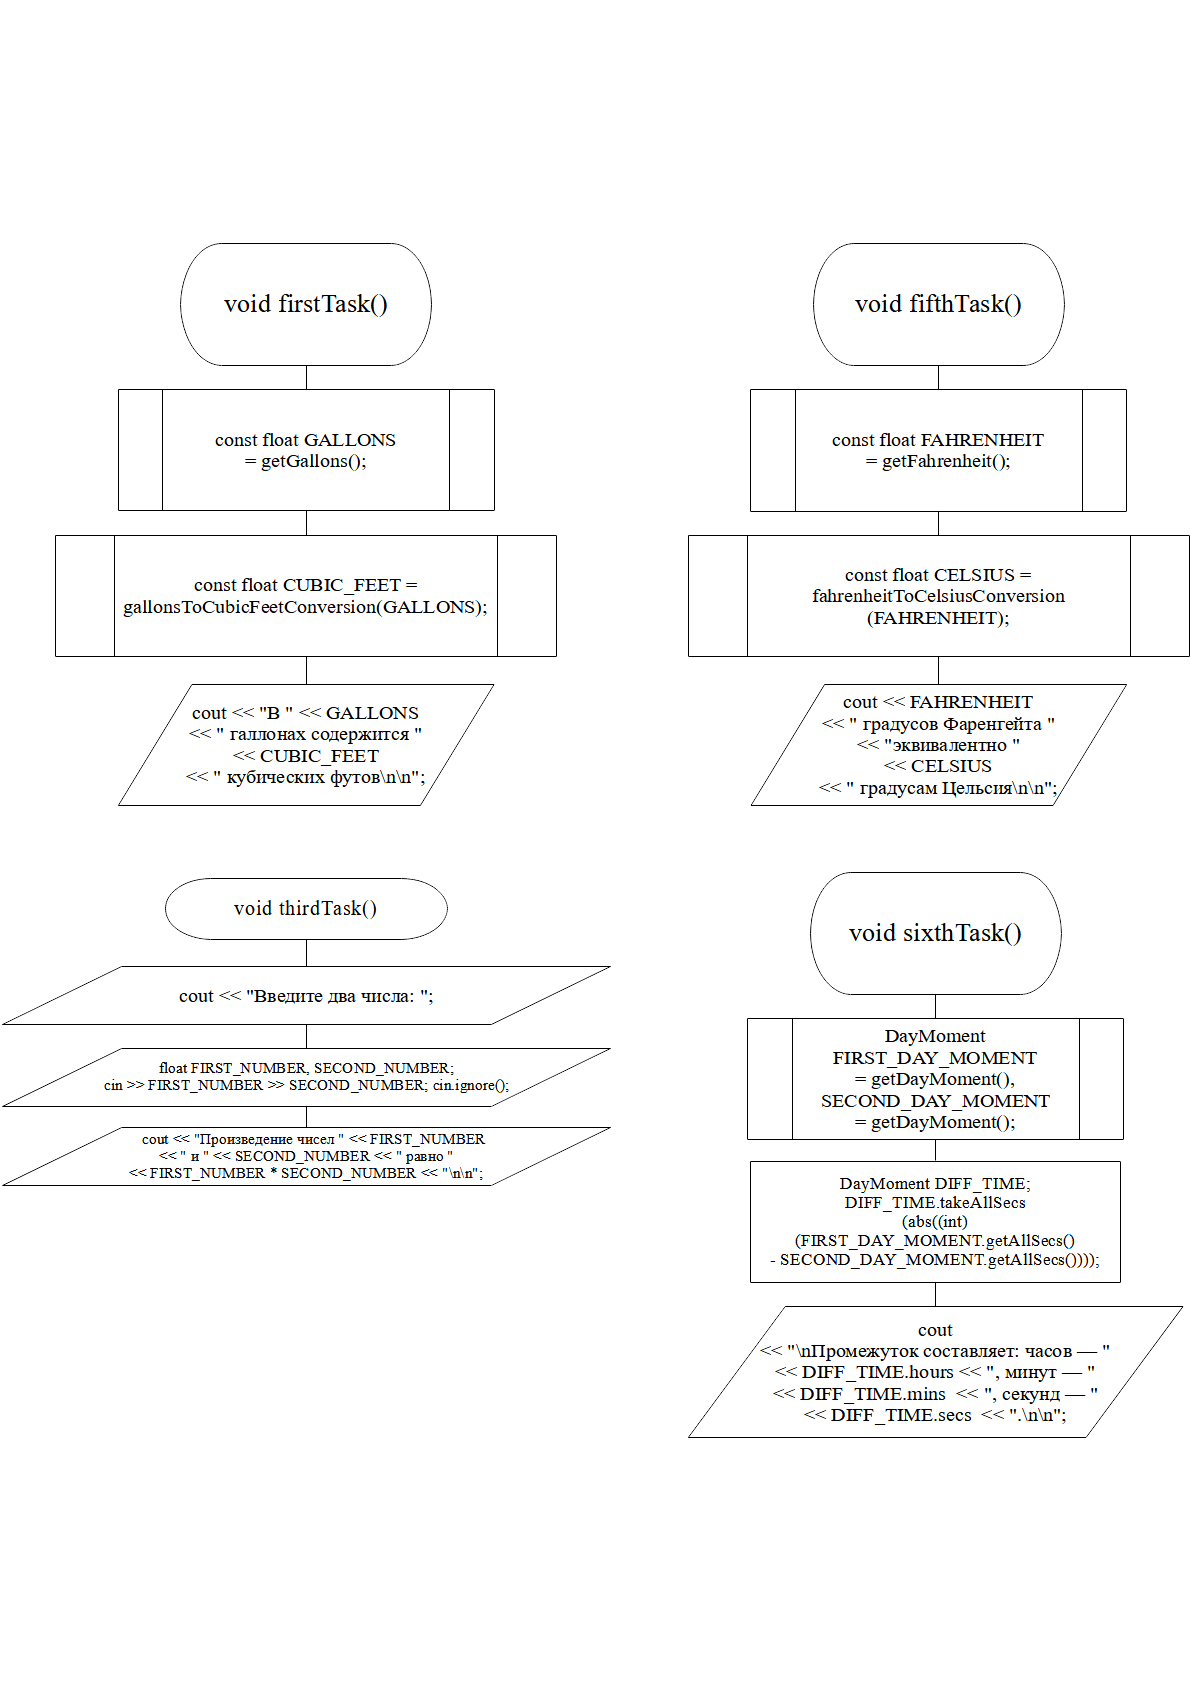 void firstTask()
const float GALLONS
= getGallons();
const float CUBIC_FEET =
gallonsToCubicFeetConversion(GALLONS);
cout << "В " << GALLONS
<< " галлонах содержится "
<< CUBIC_FEET
<< " кубических футов\n\n";
void fifthTask()
const float FAHRENHEIT
= getFahrenheit();
const float CELSIUS =
fahrenheitToCelsiusConversion
(FAHRENHEIT);
cout << FAHRENHEIT
<< " градусов Фаренгейта "
<< "эквивалентно "
<< CELSIUS
<< " градусам Цельсия\n\n";
void thirdTask()
cout << "Введите два числа: ";
float FIRST_NUMBER, SECOND_NUMBER;
cin >> FIRST_NUMBER >> SECOND_NUMBER; cin.ignore();
cout << "Произведение чисел " << FIRST_NUMBER
<< " и " << SECOND_NUMBER << " равно "
<< FIRST_NUMBER * SECOND_NUMBER << "\n\n";
void sixthTask()
DayMoment
FIRST_DAY_MOMENT
= getDayMoment(),
SECOND_DAY_MOMENT
= getDayMoment();
DayMoment DIFF_TIME;
DIFF_TIME.takeAllSecs
(abs((int)
(FIRST_DAY_MOMENT.getAllSecs()
- SECOND_DAY_MOMENT.getAllSecs())));
cout
<< "\nПромежуток составляет: часов — "
<< DIFF_TIME.hours << ", минут — "
<< DIFF_TIME.mins  << ", секунд — "
<< DIFF_TIME.secs  << ".\n\n";